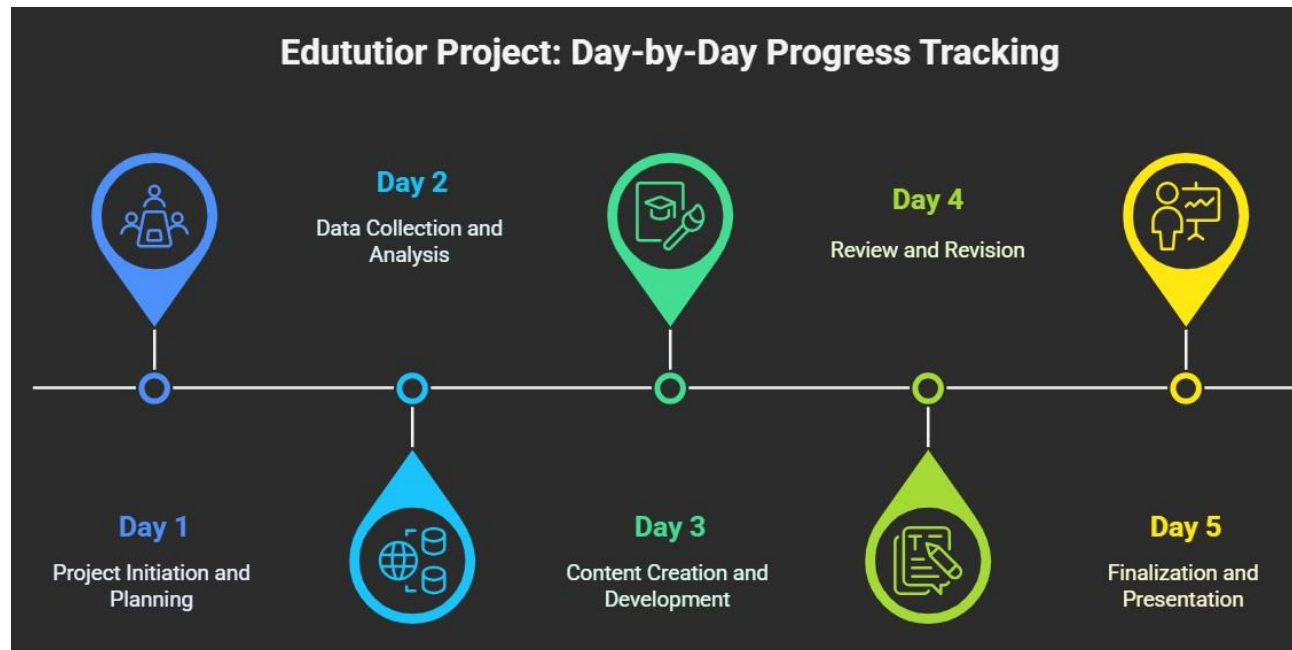 Edututior Project: Day-by-Day Progress Tracking
Day 1
Project Initiation and
Planning
Day 2
Data Collection and
Analysis
Day 3
Content Creation and
Development
Day 4
Review and Revision
Day 5
Finalization and
Presentation